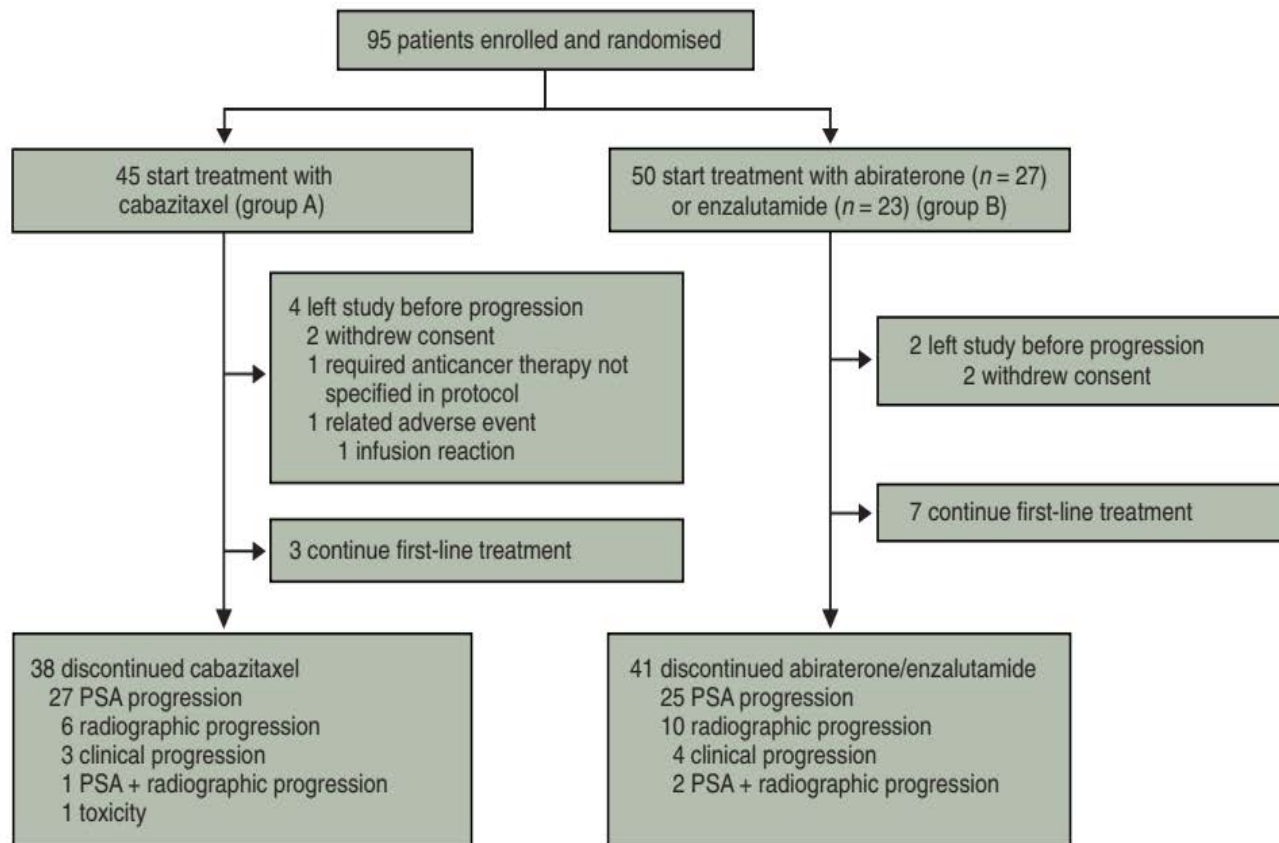 95 patients enrolled and randomised
45 start treatment with
cabazitaxel (group A)
50 start treatment with abiraterone (n = 27)
or enzalutamide (n = 23) (group B)
4 left study before progression
2 withdrew consent
1 required anticancer therapy not
specified in protocol
1 related adverse event
1 infusion reaction
2 left study before progression
2 withdrew consent
7 continue first-line treatment
3 continue first-line treatment
38 discontinued cabazitaxel
27 PSA progression
6 radiographic progression
3 clinical progression
1 PSA + radiographic progression
1 toxicity
41 discontinued abiraterone/enzalutamide
25 PSA progression
10 radiographic progression
4 clinical progression
2 PSA + radiographic progression